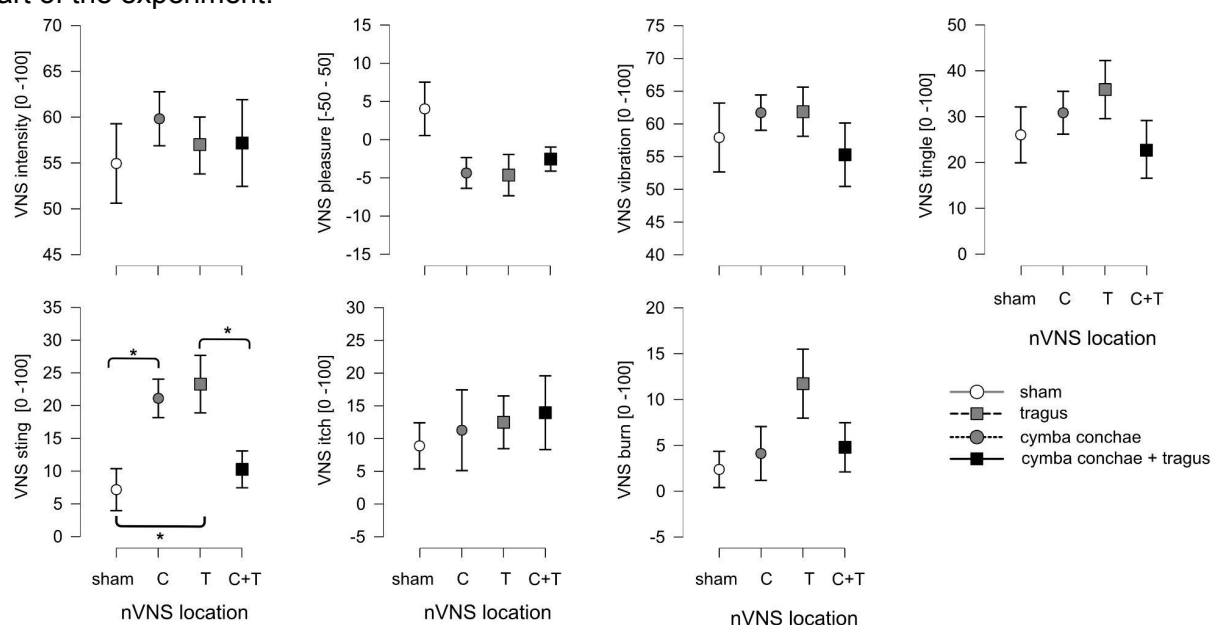 art of the experiment.
VNS intensity [0 -100]
70
65
60
55
50
45
VNS pleasure [-50 - 50]
15
10
5
0
-5
-10
-15
VNS vibration [0 -100]
75
70
65
60
55
50
45
40
VNS tingle [0 -100]
50
40
30
20
10
0
sham C T C+T
nVNS location
VNS sting [0 -100]
35
30
25
20
15
10
5
0
*
*
*
sham C T C+T
nVNS location
VNS itch [0 -100]
30
25
20
15
10
5
0
-5
sham C T C+T
nVNS location
VNS burn [0 -100]
20
15
10
5
0
-5
sham C T C+T
nVNS location
sham
tragus
cymba conchae
cymba conchae + tragus